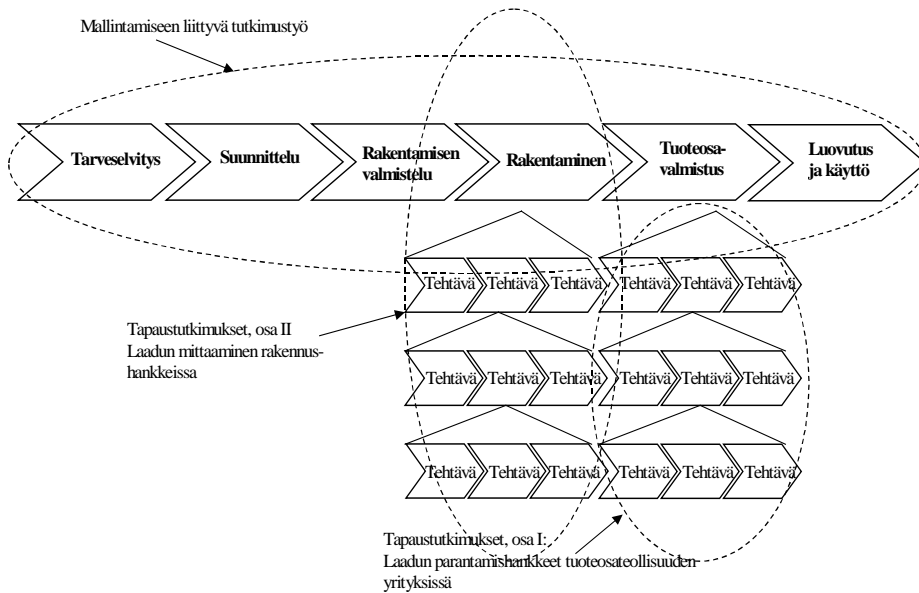 Mallintamiseen liittyvä tutkimustyö
Tarveselvitys
Suunnittelu
Rakentamisen
valmistelu
Rakentaminen
Tuoteosa-
valmistus
Luovutus
ja käyttö
Tehtävä Tehtävä Tehtävä Tehtävä Tehtävä Tehtävä
Tapaustutkimukset, osa II
Laadun mittaaminen rakennus-
hankkeissa
Tehtävä Tehtävä Tehtävä Tehtävä Tehtävä Tehtävä
Tehtävä Tehtävä Tehtävä Tehtävä Tehtävä Tehtävä
Tapaustutkimukset, osa I:
Laadun parantamishankkeet tuoteosateollisuuden
yrityksissä